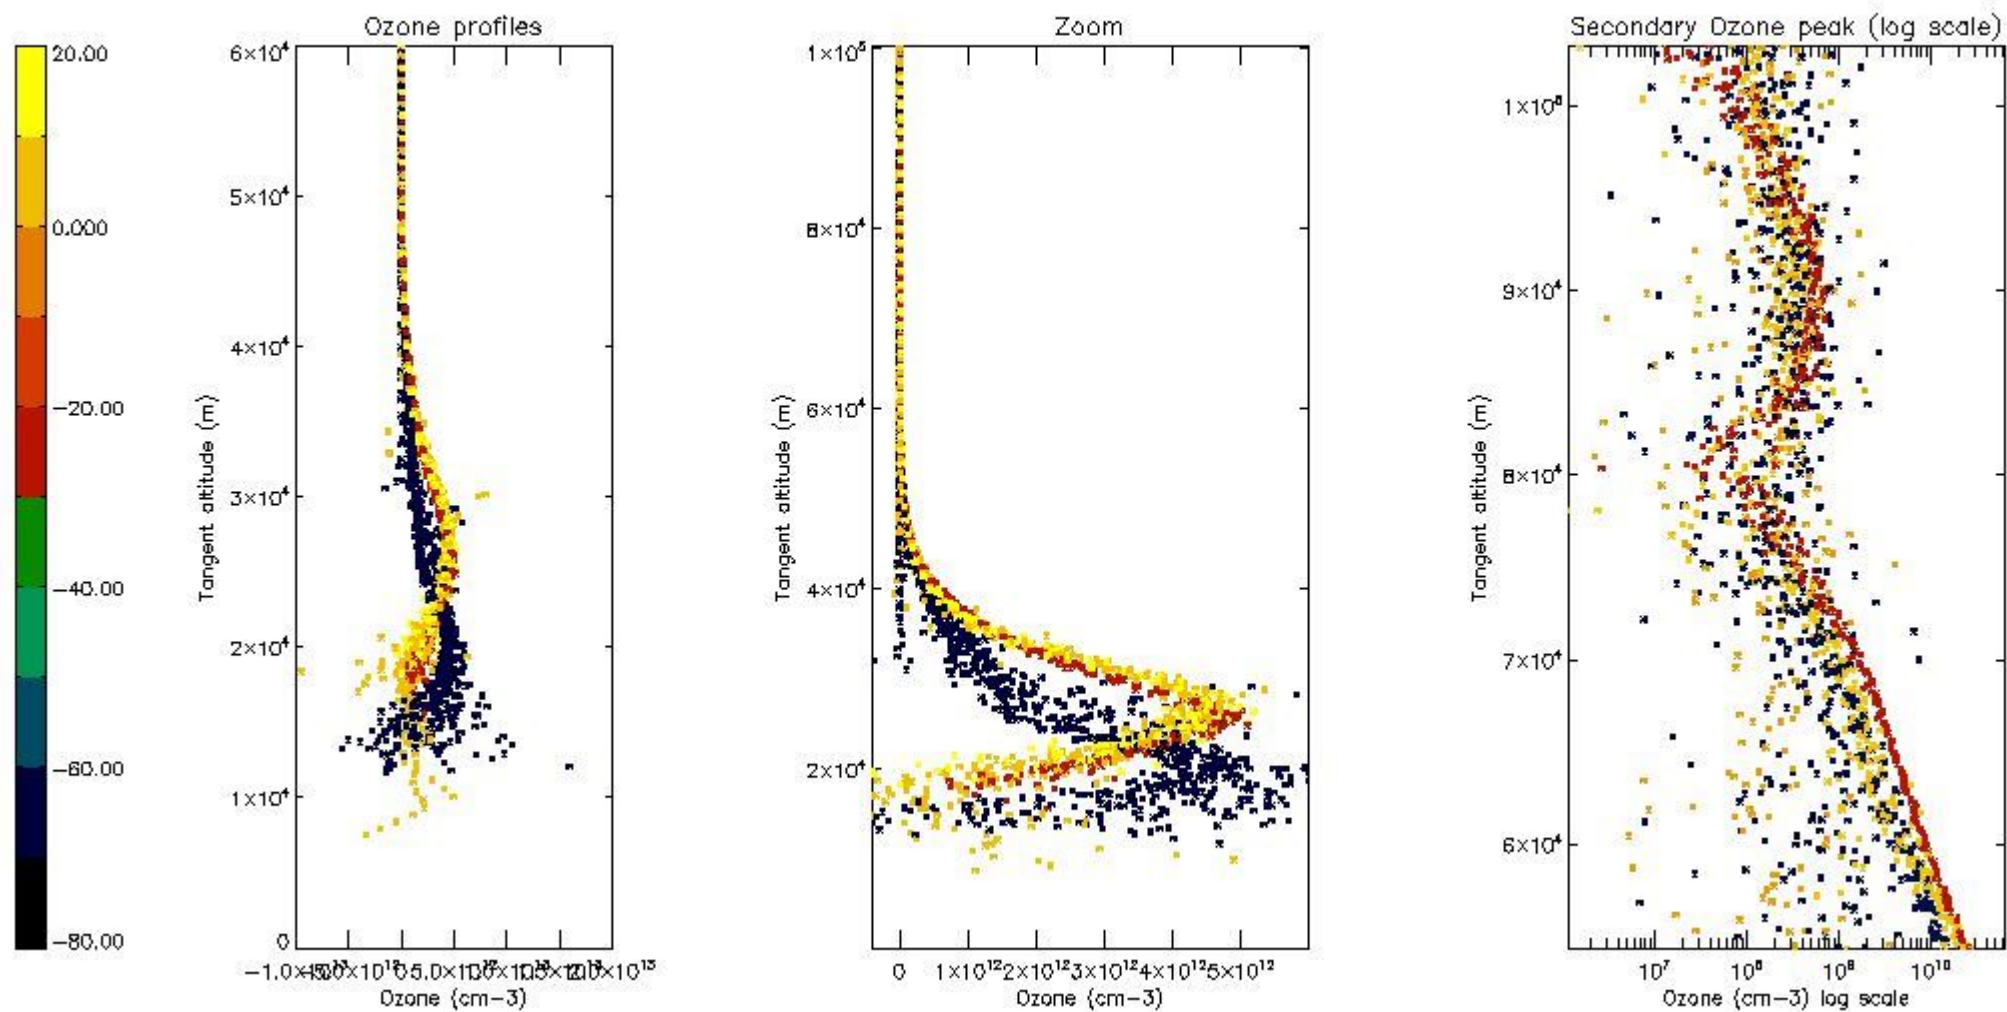 Ozone profiles
Zoom
Secondary Ozone peak (log scale)
20.00
0.000
−20.00
−40.00
−60.00
−80.00
6×10⁴
5×10⁴
4×10⁴
3×10⁴
2×10⁴
1×10⁴
0
Tangent altitude (m)
Ozone (cm−3)
1×10⁵
8×10⁴
6×10⁴
4×10⁴
2×10⁴
Tangent altitude (m)
0 1×10¹² 2×10¹² 3×10¹² 4×10¹² 5×10¹²
Ozone (cm−3)
9×10⁴
8×10⁴
7×10⁴
6×10⁴
Tangent altitude (m)
10⁷ 10⁸ 10⁹ 10¹⁰
Ozone (cm−3) log scale